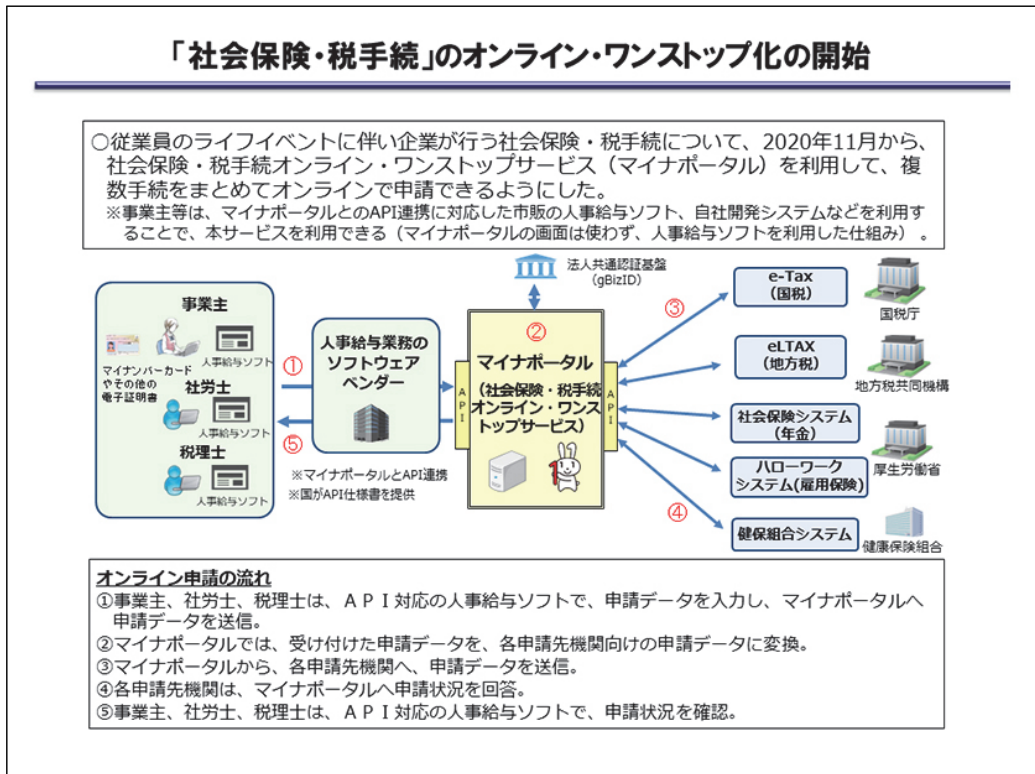 「社会保険・税手続」のオンライン・ワンストップ化の開始
○従業員のライフイベントに伴い企業が行う社会保険・税手続について、2020年11月から、
社会保険・税手続オンライン・ワンストップサービス（マイナポータル）を利用して、複
数手続をまとめてオンラインで申請できるようにした。
※事業主等は、マイナポータルとのAPI連携に対応した市販の人事給与ソフト、自社開発システムなどを利用す
ることで、本サービスを利用できる（マイナポータルの画面は使わず、人事給与ソフトを利用した仕組み）。
法人共通認証基盤
（gBizID）
事業主
人事給与ソフト
マイナンバーカード
やその他の
電子証明書
社労士
人事給与ソフト
税理士
人事給与ソフト
①
⑤
人事給与業務の
ソフトウェア
ベンダー
※マイナポータルとAPI連携
※国がAPI仕様書を提供
API
②
マイナポータル
（社会保険・税手続
オンライン・ワンス
トップサービス）
API
③
④
e-Tax
（国税）
国税庁
eLTAX
（地方税）
地方税共同機構
社会保険システム
（年金）
厚生労働省
ハローワーク
システム(雇用保険)
健保組合システム
健康保険組合
オンライン申請の流れ
①事業主、社労士、税理士は、ＡＰＩ対応の人事給与ソフトで、申請データを入力し、マイナポータルへ
申請データを送信。
②マイナポータルでは、受け付けた申請データを、各申請先機関向けの申請データに変換。
③マイナポータルから、各申請先機関へ、申請データを送信。
④各申請先機関は、マイナポータルへ申請状況を回答。
⑤事業主、社労士、税理士は、ＡＰＩ対応の人事給与ソフトで、申請状況を確認。